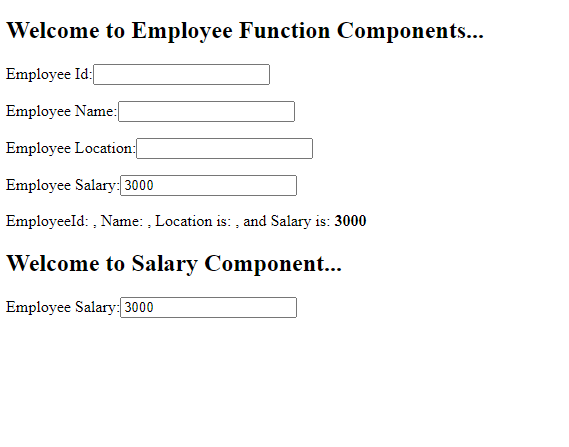 Welcome to Employee Function Components...
Employee Id:
Employee Name:
Employee Location:
Employee Salary: 3000
EmployeeId: , Name: , Location is: , and Salary is: 3000
Welcome to Salary Component...
Employee Salary: 3000